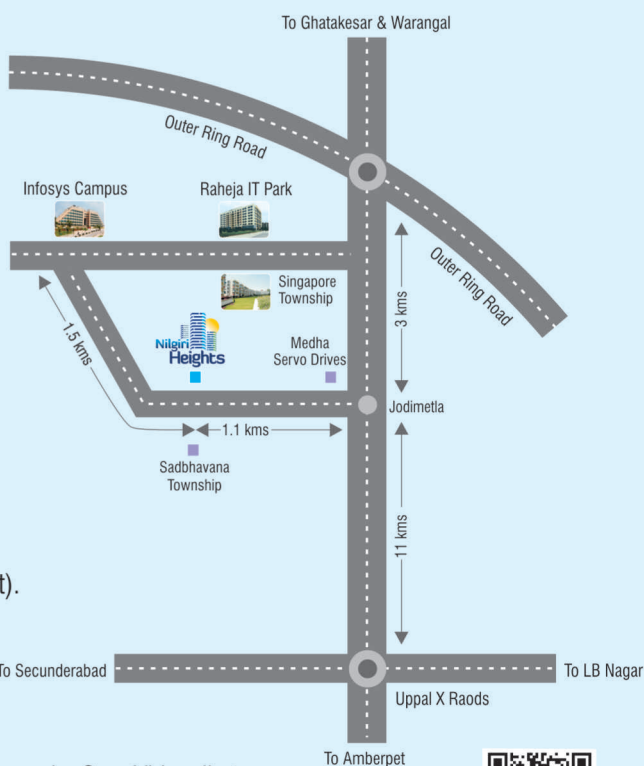 To Ghatakesar & Warangal
Outer Ring Road
Infosys Campus
Raheja IT Park
Outer Ring Road
Singapore
Township
3 kms
1.5 kms
Nilgiri
Heights
Medha
Servo Drives
Jodimetla
1.1 kms
Sadbhavana
Township
11 kms
t).
To Secunderabad
To LB Nagar
Uppal X Raods
To Amberpet